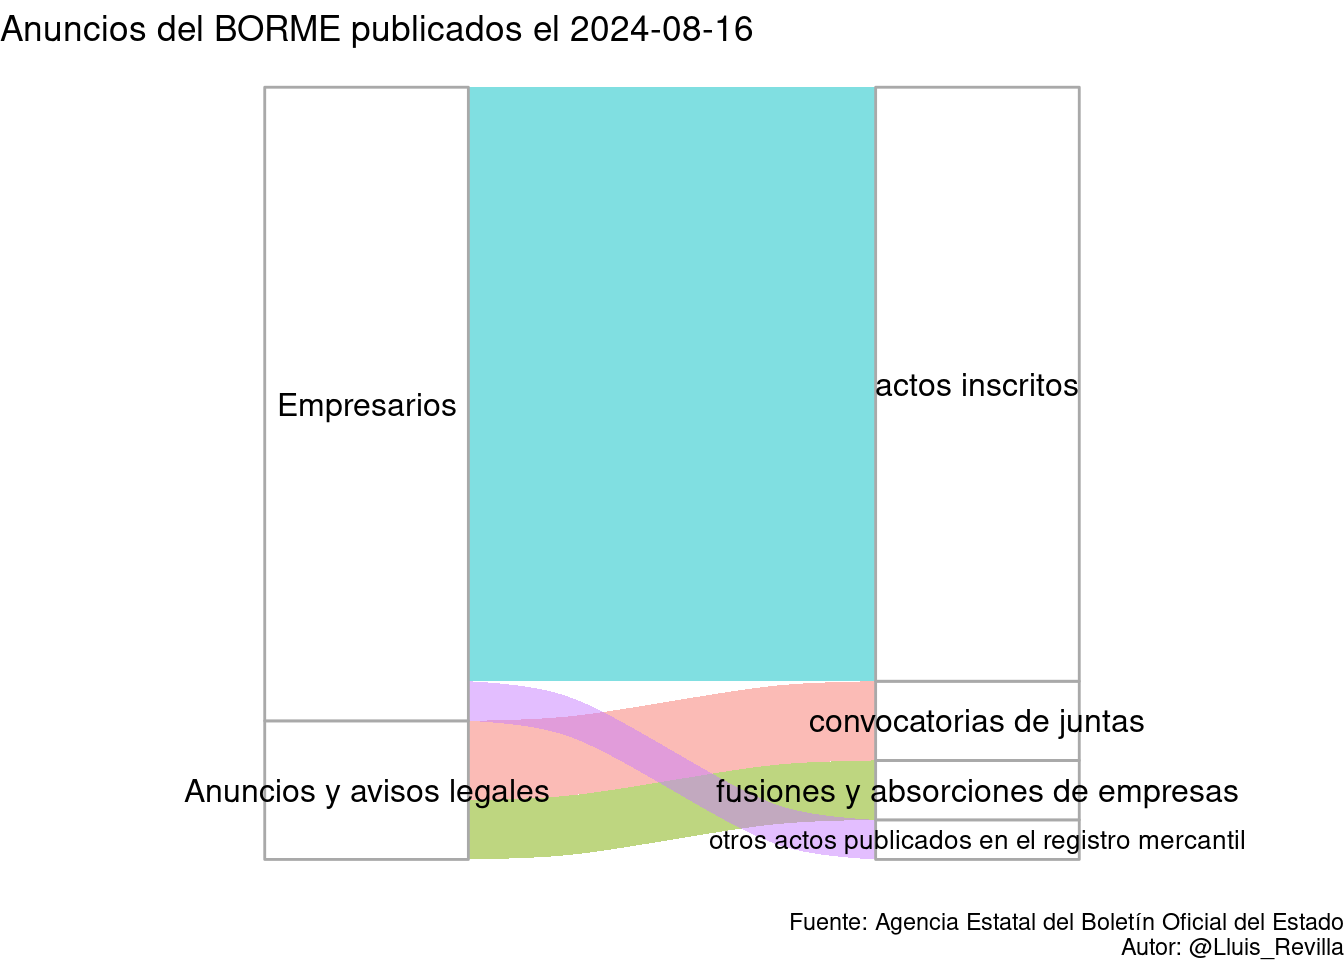 Anuncios del BORME publicados el 2024-08-16
Empresarios
actos inscritos
convocatorias de juntas
Anuncios y avisos legales
fusiones y absorciones de empresas
otros actos publicados en el registro mercantil
Fuente: Agencia Estatal del Boletín Oficial del Estado
Autor: @Lluis_Revilla